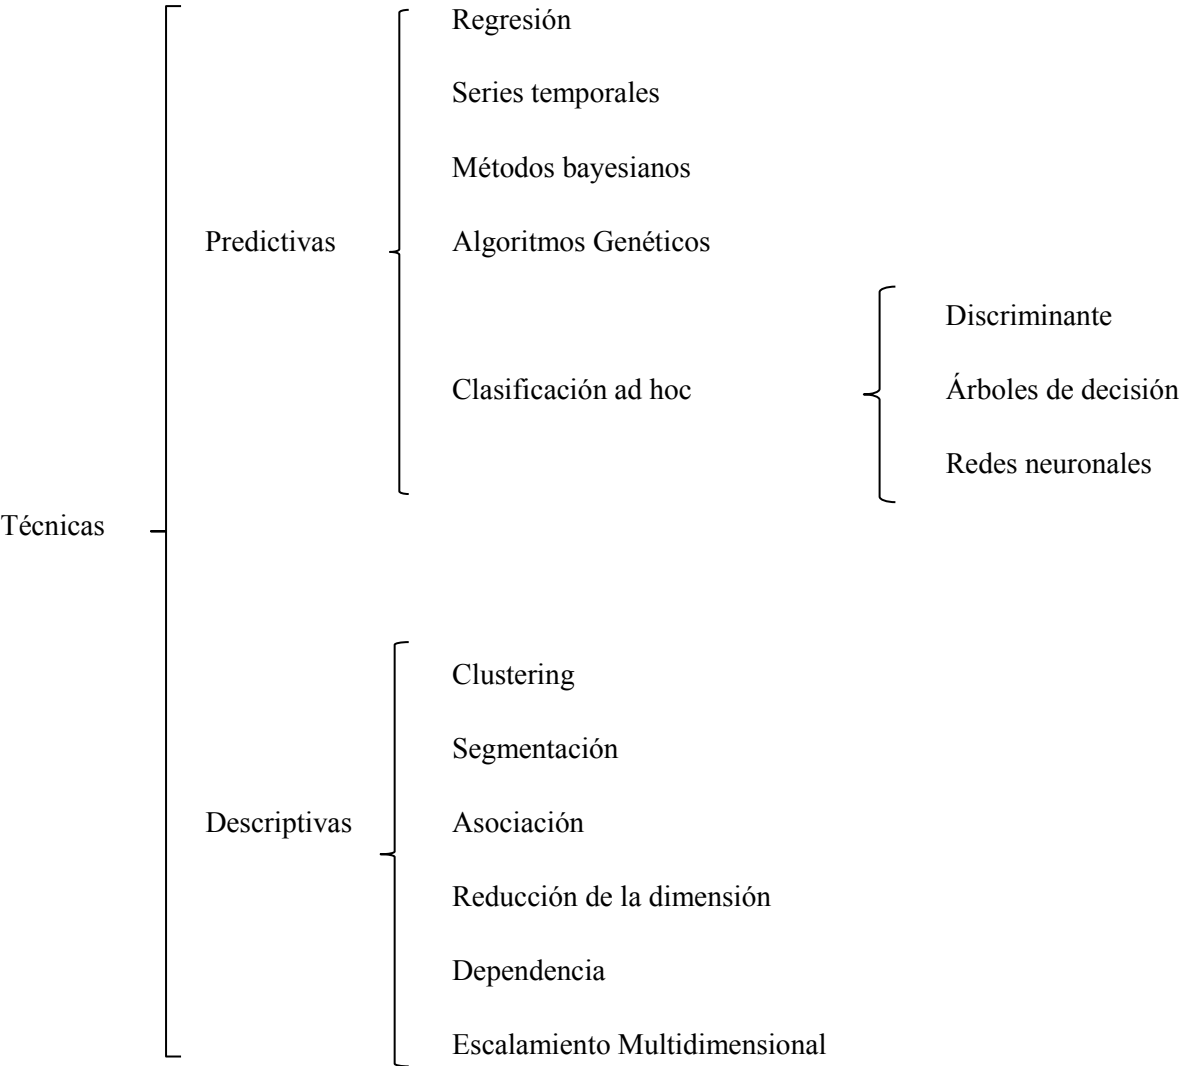 Regresión
Series temporales
Métodos bayesianos
Predictivas
Algoritmos Genéticos
Discriminante
Clasificación ad hoc
Árboles de decisión
Redes neuronales
Técnicas
Clustering
Segmentación
Descriptivas
Asociación
Reducción de la dimensión
Dependencia
Escalamiento Multidimensional